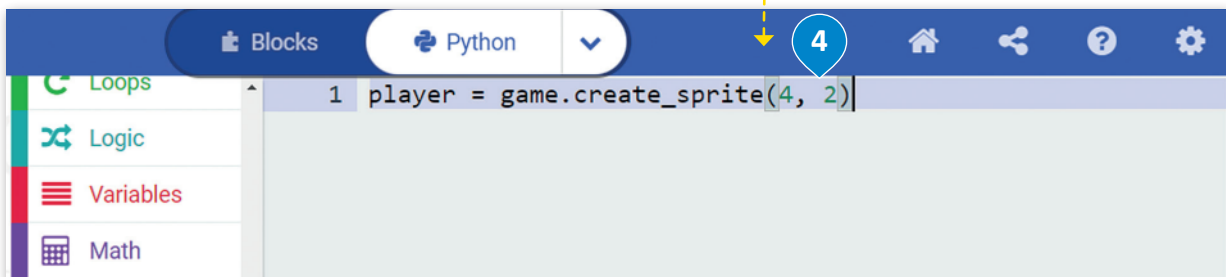 Blocks
Python
4
Loops
1 player = game.create_sprite(4, 2)
Logic
Variables
Math